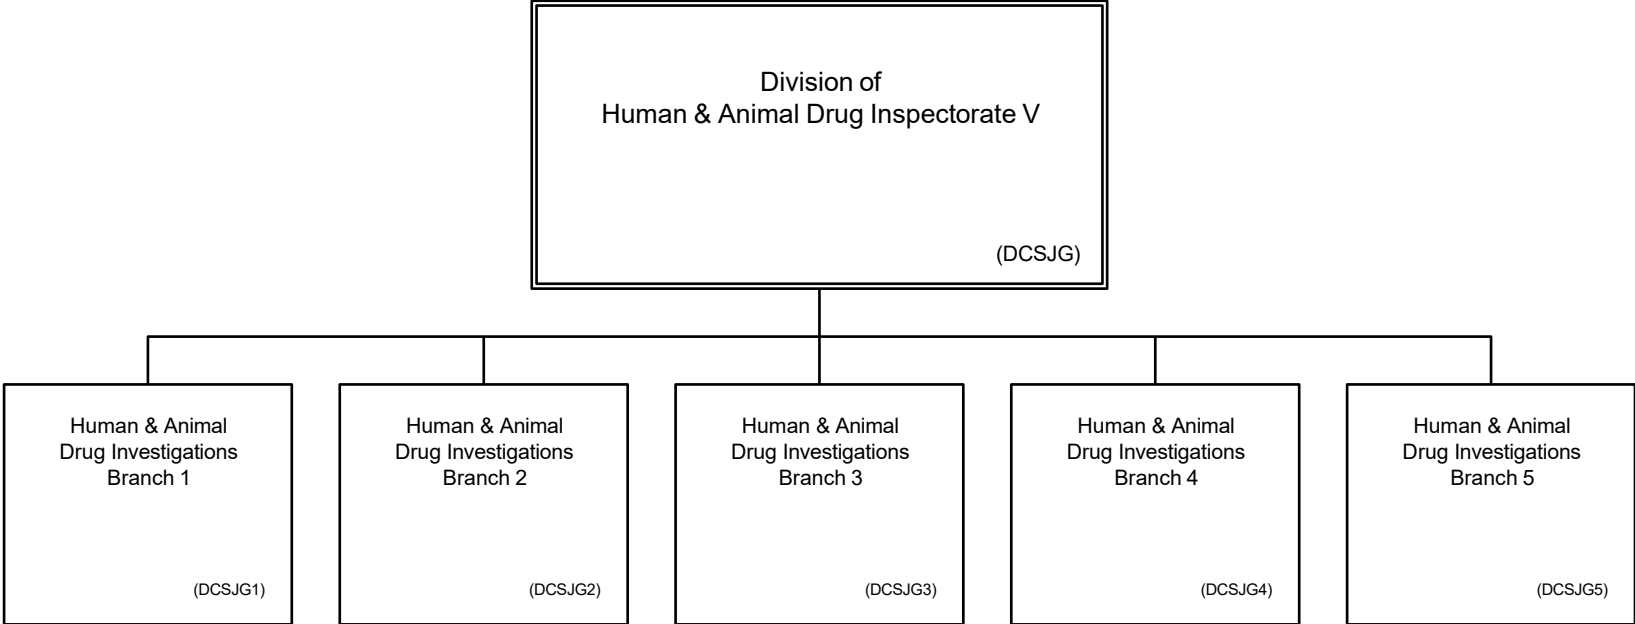 Division of
Human & Animal Drug Inspectorate V
(DCSJG)
Human & Animal
Drug Investigations
Branch 1
(DCSJG1)
Human & Animal
Drug Investigations
Branch 2
(DCSJG2)
Human & Animal
Drug Investigations
Branch 3
(DCSJG3)
Human & Animal
Drug Investigations
Branch 4
(DCSJG4)
Human & Animal
Drug Investigations
Branch 5
(DCSJG5)